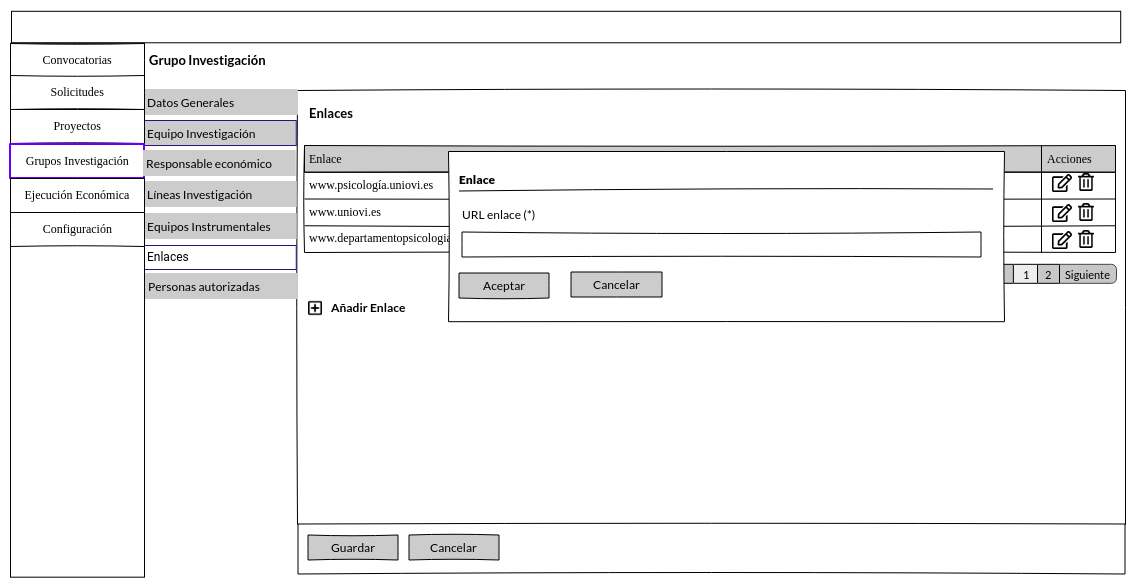 Convocatorias
Solicitudes
Proyectos
Grupos Investigación
Ejecución Económica
Configuración
Grupo Investigación
Datos Generales
Equipo Investigación
Responsable económico
Líneas Investigación
Equipos Instrumentales
Enlaces
Personas autorizadas
Enlaces
Enlace Acciones
www.psicología.uniovi.es
www.uniovi.es
www.departamentopsicologia
1 2 Siguiente
Añadir Enlace
Enlace
URL enlace (*)
Aceptar Cancelar
Guardar Cancelar